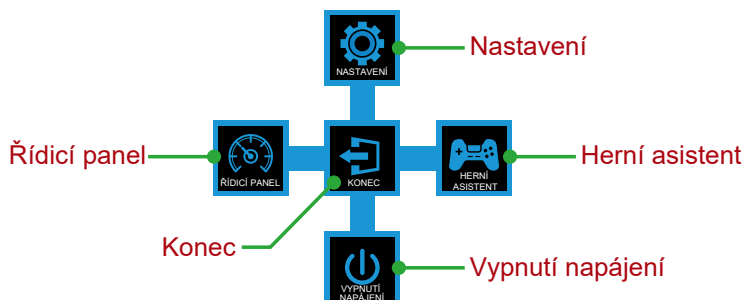 NASTAVENÍ
Nastavení
Řídicí panel
ŘÍDICÍ PANEL
KONEC
HERNÍ
ASISTENT
Herní asistent
Konec
VYPNUTÍ
NAPÁJENÍ
Vypnutí napájení